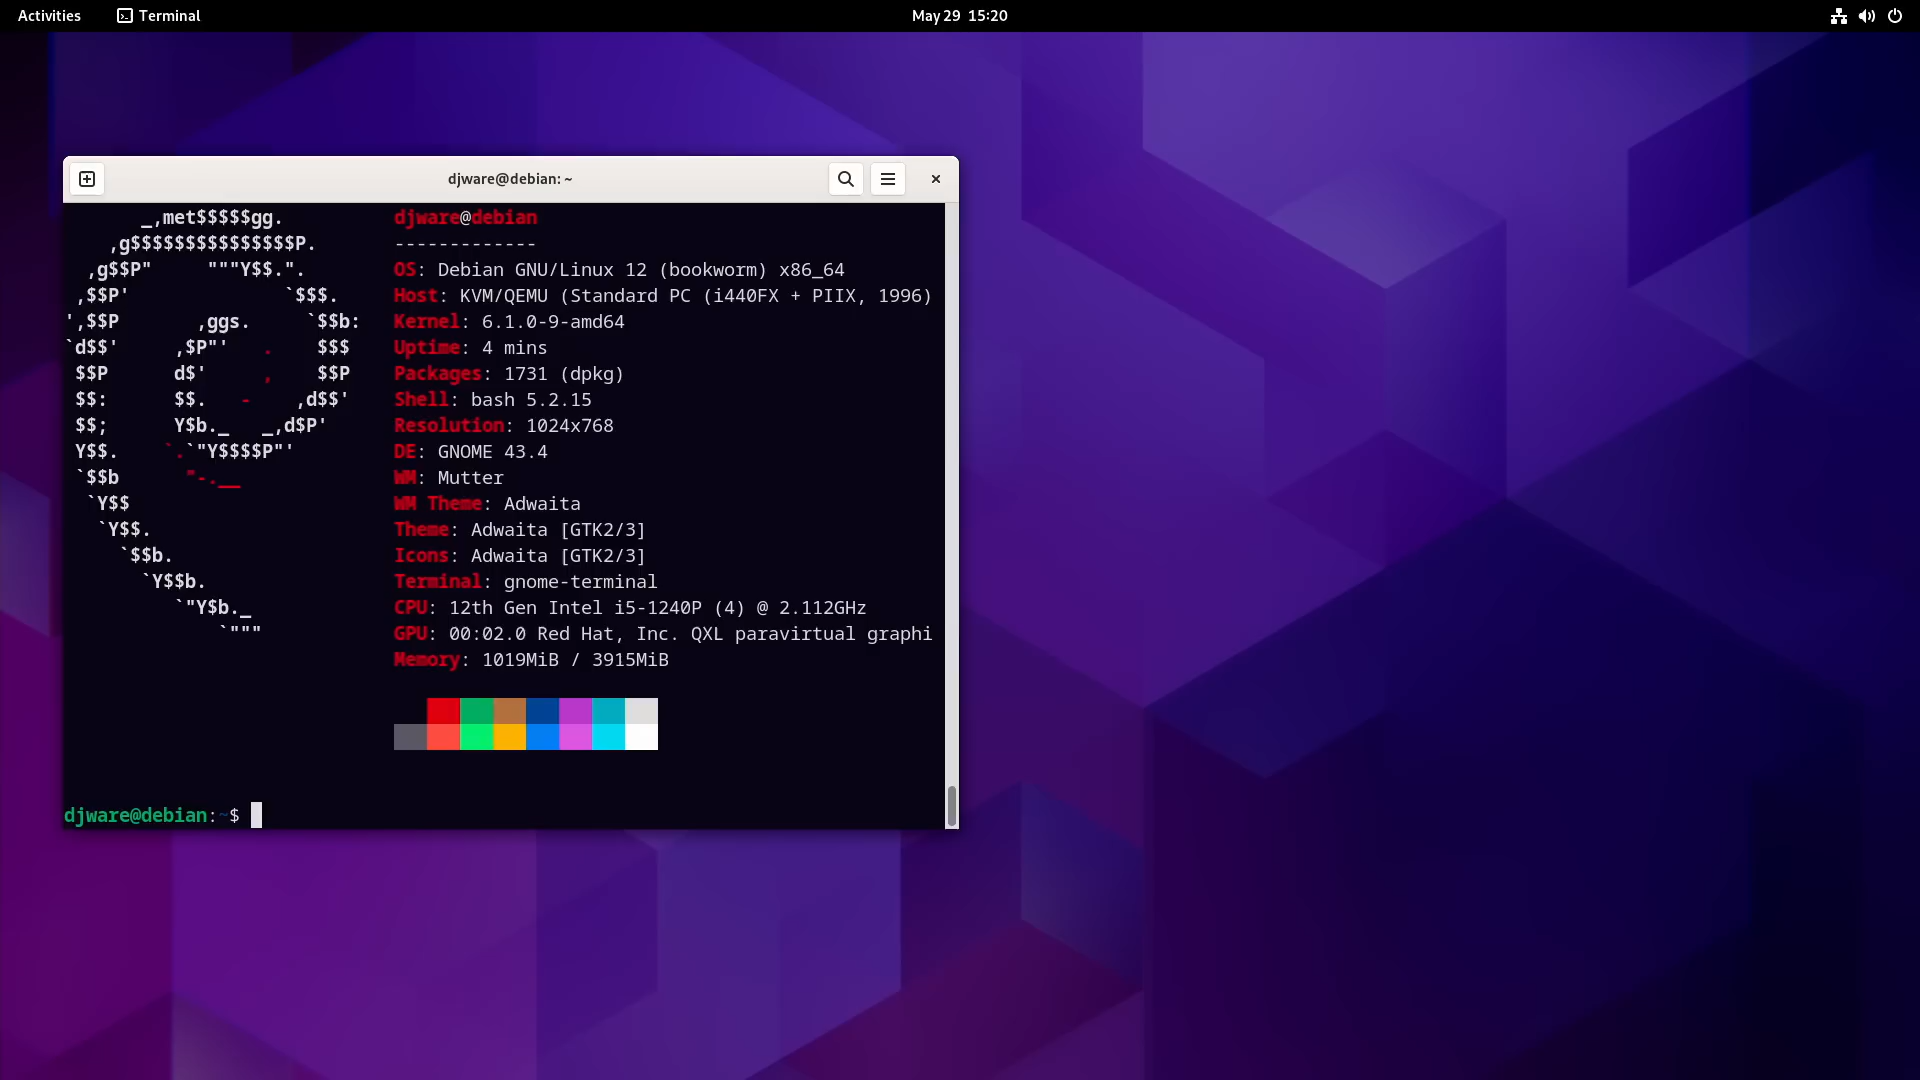 Activities
Terminal
May 29 15:20
djware@debian: ~
_,met$$$$$gg.
,g$$$$$$$$$$$$$$$P.
,g$$P"     """Y$$.".
,$$P'              `$$$.
',$$P       ,ggs.     `$$b:
`d$$'     ,$P"'   .    $$$
$$P      d$'     ,    $$P
$$:      $$.   -    ,d$$'
$$;      Y$b._   _,d$P'
Y$$.    `.`"Y$$$$P"'
`$$b      "-.__
`Y$$
`Y$$.
`$$b.
`Y$$b.
`"Y$b._
`"""
djware@debian
-------------
OS: Debian GNU/Linux 12 (bookworm) x86_64
Host: KVM/QEMU (Standard PC (i440FX + PIIX, 1996)
Kernel: 6.1.0-9-amd64
Uptime: 4 mins
Packages: 1731 (dpkg)
Shell: bash 5.2.15
Resolution: 1024x768
DE: GNOME 43.4
WM: Mutter
WM Theme: Adwaita
Theme: Adwaita [GTK2/3]
Icons: Adwaita [GTK2/3]
Terminal: gnome-terminal
CPU: 12th Gen Intel i5-1240P (4) @ 2.112GHz
GPU: 00:02.0 Red Hat, Inc. QXL paravirtual graphi
Memory: 1019MiB / 3915MiB
djware@debian:~$